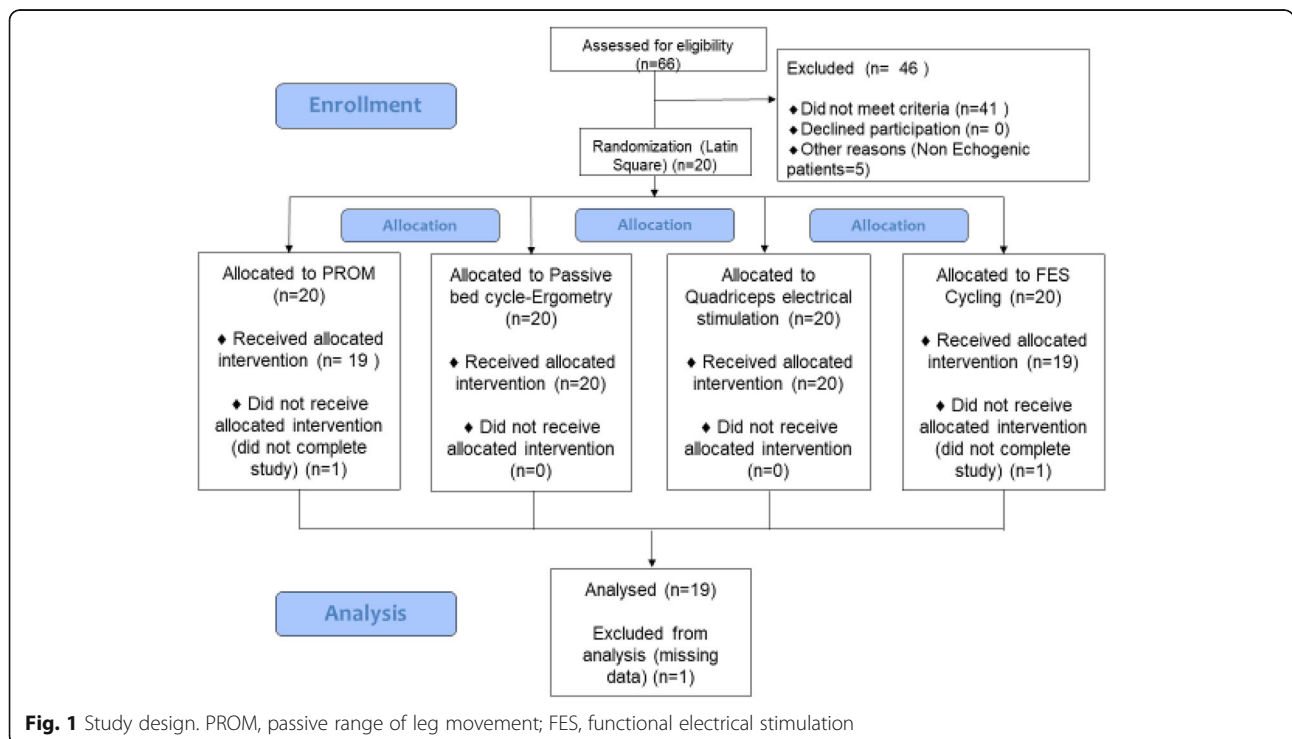 Assessed for eligibility
(n=66)
Excluded (n= 46 )
◆Did not meet criteria (n=41 )
◆Declined participation (n= 0)
◆Other reasons (Non Echogenic
patients=5)
Enrollment
Randomization (Latin
Square) (n=20)
Allocation
Allocation
Allocation
Allocated to PROM
(n=20)
◆ Received allocated
intervention (n= 19 )
◆ Did not receive
allocated intervention
(did not complete
study) (n=1)
Allocated to Passive
bed cycle-Ergometry
(n=20)
◆ Received allocated
intervention (n=20)
◆ Did not receive
allocated intervention
(n=0)
Allocated to
Quadriceps electrical
stimulation (n=20)
◆ Received allocated
intervention (n=20)
◆ Did not receive
allocated intervention
(n=0)
Allocated to FES
Cycling (n=20)
◆ Received allocated
intervention (n=19)
◆ Did not receive
allocated intervention
(did not complete
study) (n=1)
Analysis
Analysed (n=19)
Excluded from
analysis (missing
data) (n=1)
Fig. 1 Study design. PROM, passive range of leg movement; FES, functional electrical stimulation